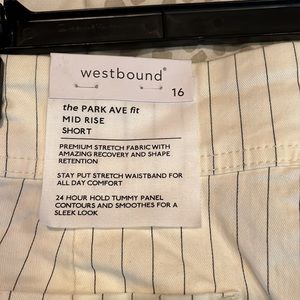 westbound®
16
the PARK AVE fit
MID RISE
SHORT
PREMIUM STRETCH FABRIC WITH
AMAZING RECOVERY AND SHAPE
RETENTION
STAY PUT STRETCH WAISTBAND FOR
ALL DAY COMFORT
24 HOUR HOLD TUMMY PANEL
CONTOURS AND SMOOTHES FOR A
SLEEK LOOK